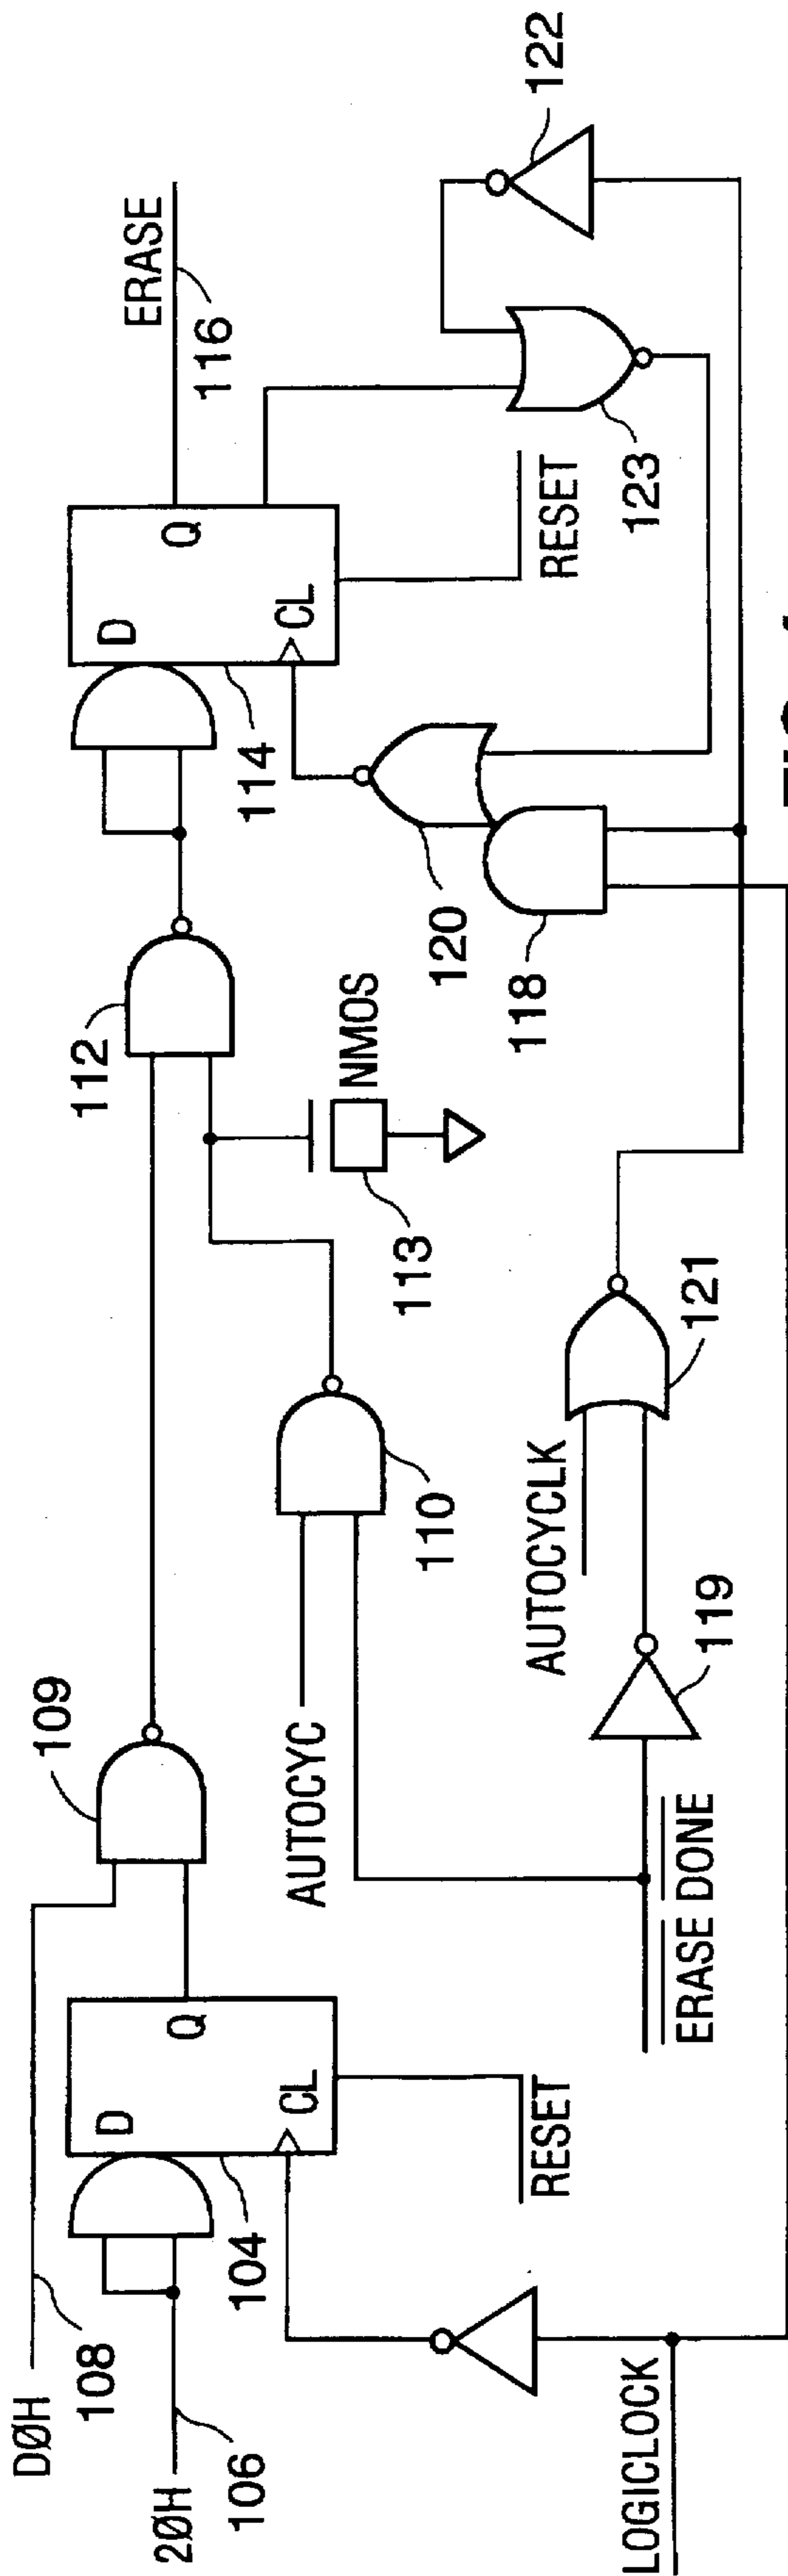 DØH
108
2ØH
106
D
Q
CL
104
RESET
LOGICLOCK
109
AUTOCYC
ERASE DONE
110
119
AUTOCYCLK
121
112
113
NMOS
D
Q
CL
114
RESET
ERASE
116
118
120
122
123